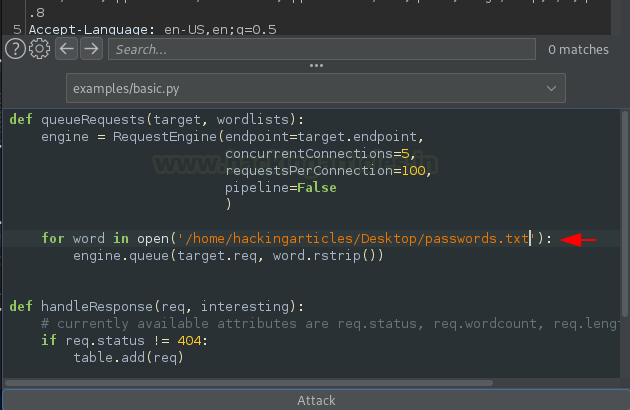 .8
5 Accept-Language: en-US,en;q=0.5
Search...
0 matches
examples/basic.py
def queueRequests(target, wordlists):
engine = RequestEngine(endpoint=target.endpoint,
concurrentConnections=5,
requestsPerConnection=100,
pipeline=False
)
for word in open('/home/hackingarticles/Desktop/passwords.txt'):
engine.queue(target.req, word.rstrip())
def handleResponse(req, interesting):
# currently available attributes are req.status, req.wordcount, req.lengt
if req.status != 404:
table.add(req)
Attack